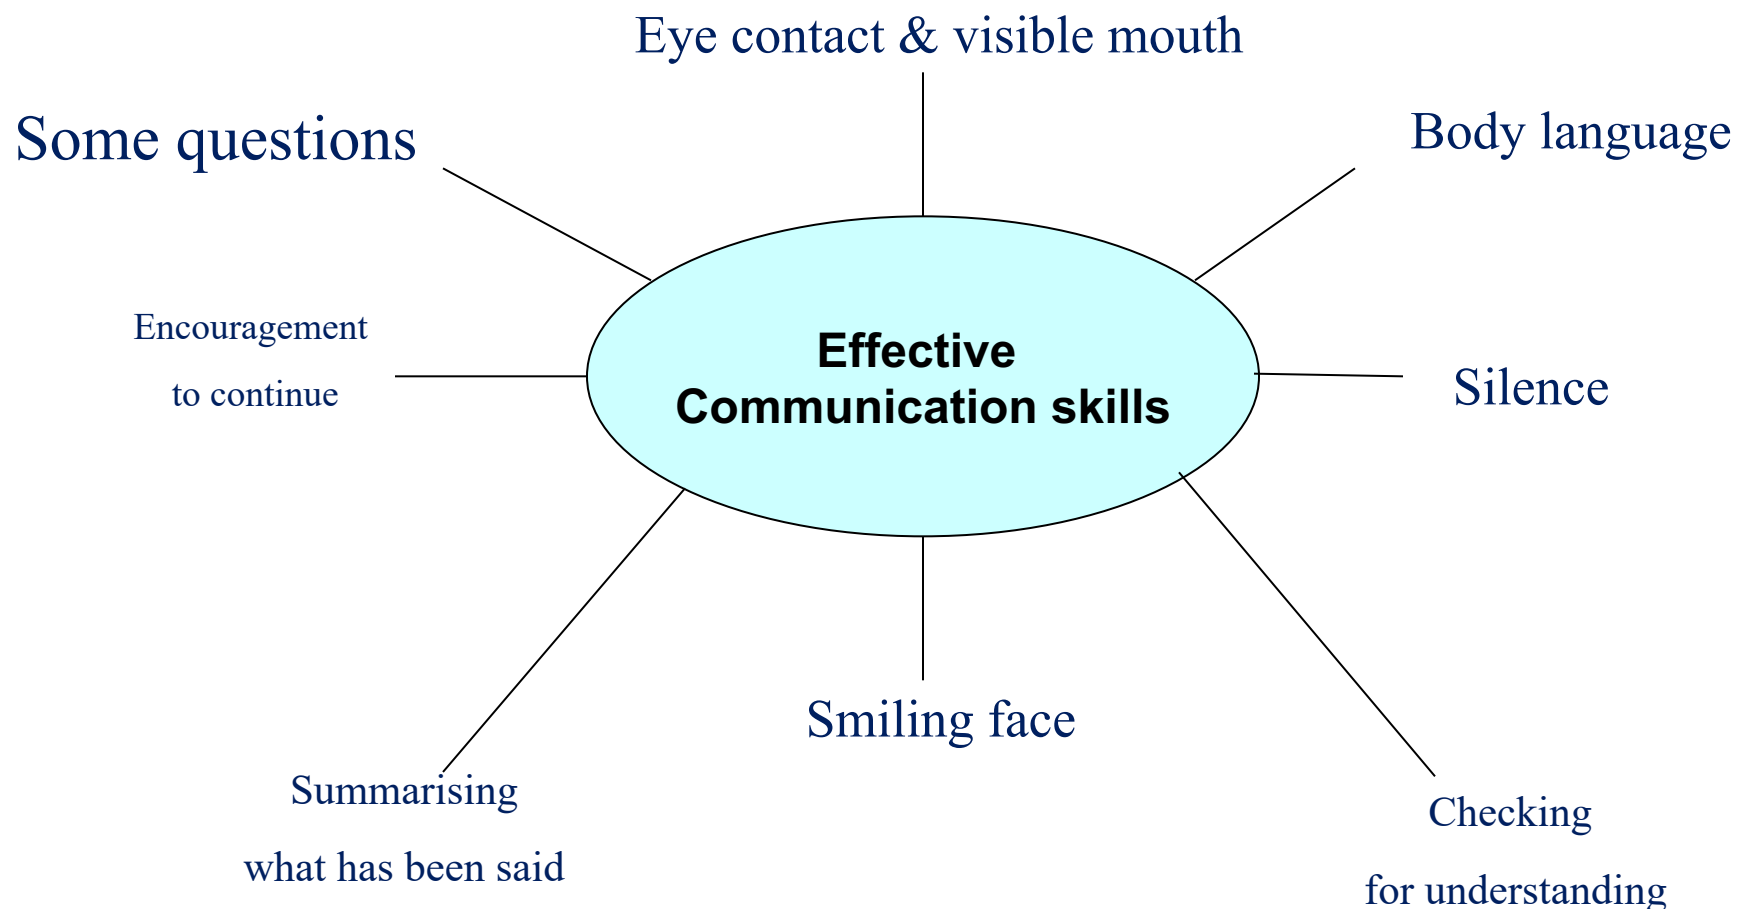 Eye contact & visible mouth
Some questions
Body language
Encouragement
to continue
Effective
Communication skills
Silence
Smiling face
Summarising
what has been said
Checking
for understanding